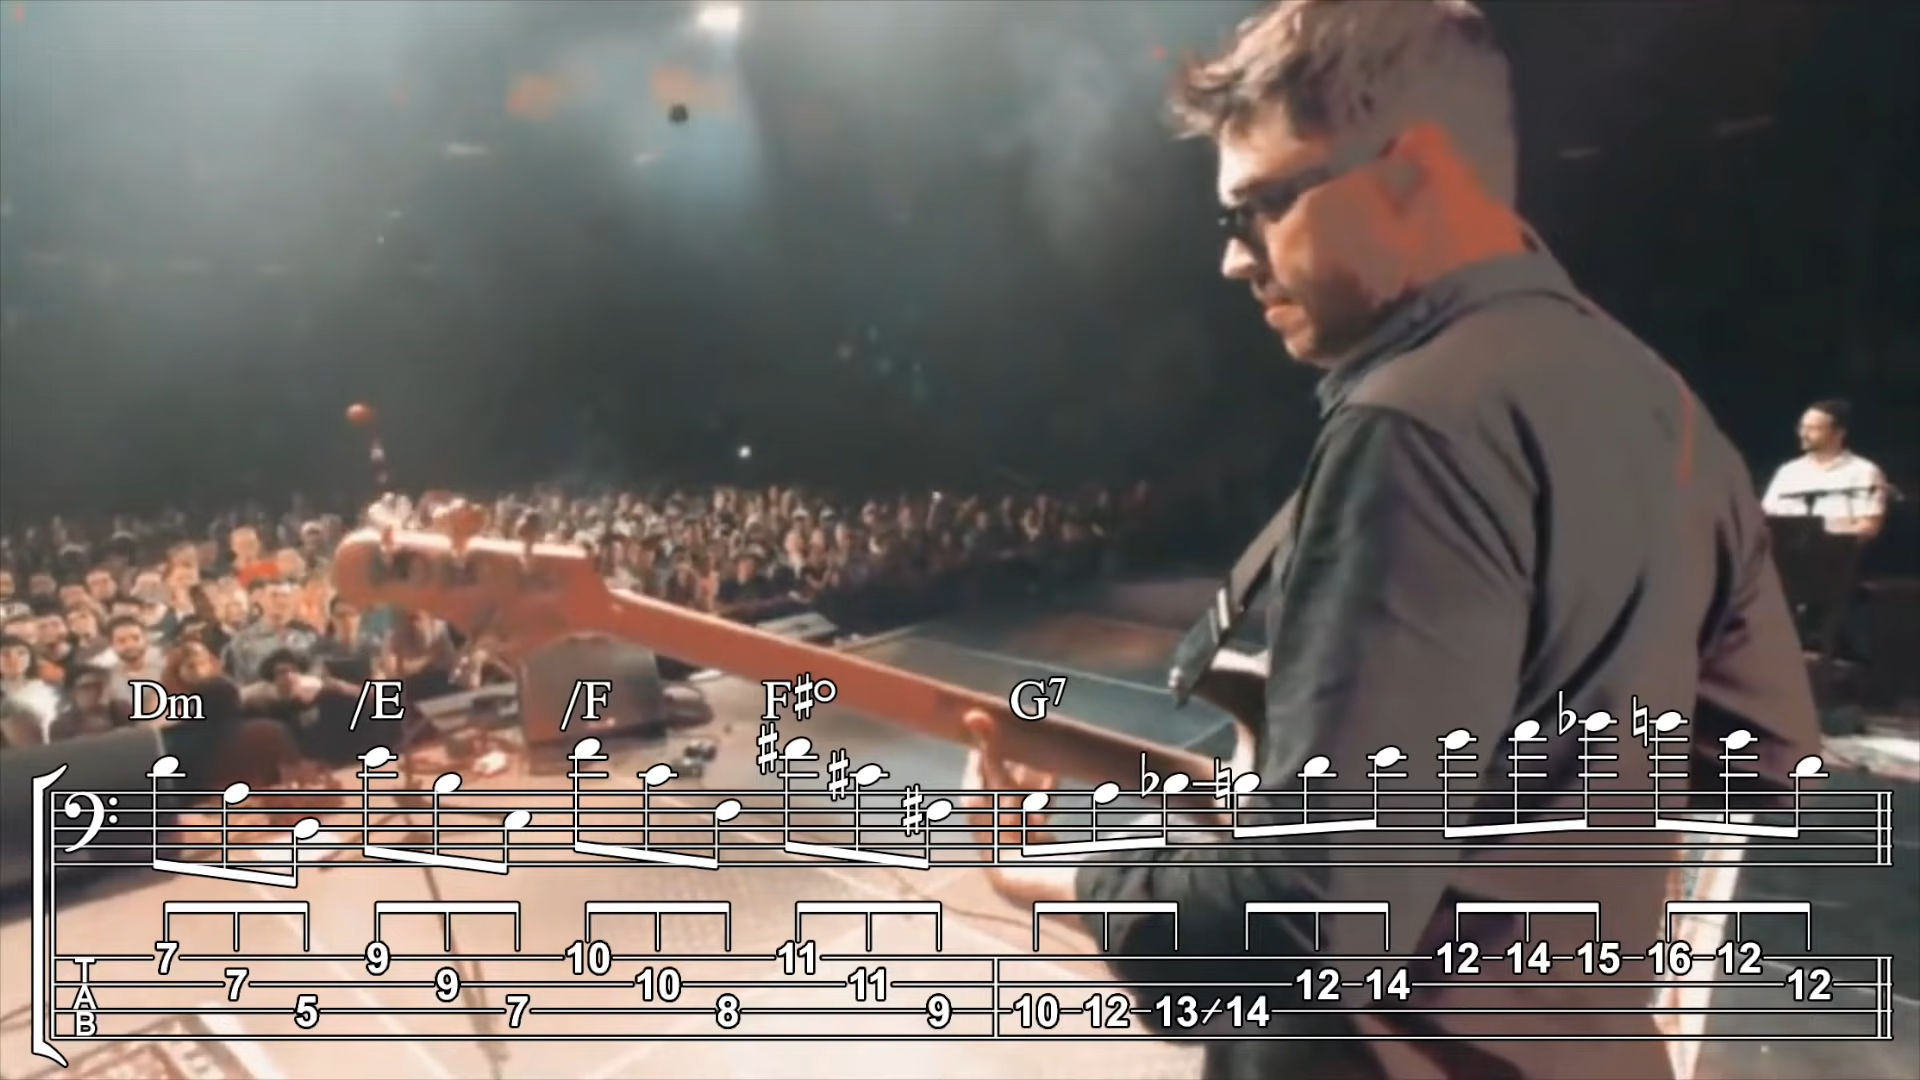 Dm /E /F F♯° G7
T 7 9 10 11 12 14 15 16 12
A 7 9 10 11 12 14 12
B 5 7 8 9 10 12 13/14